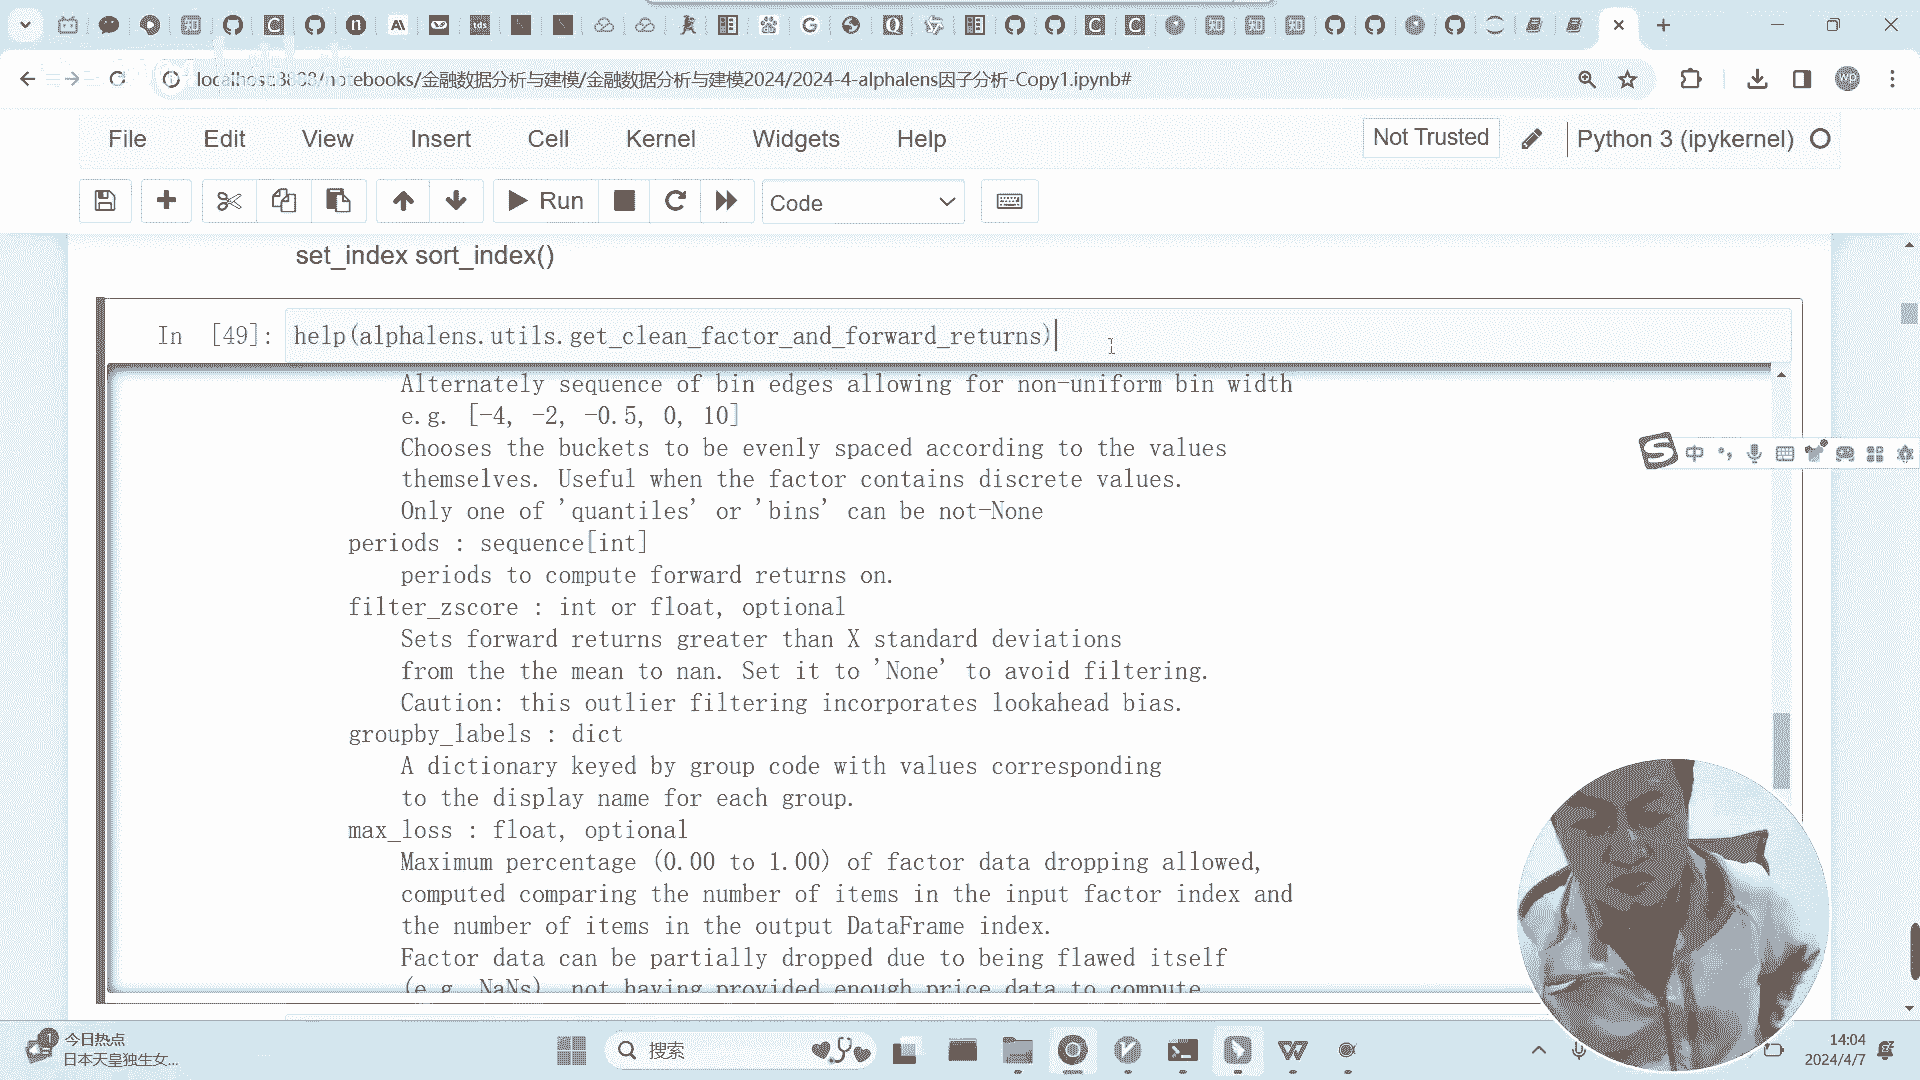 /notebooks/金融数据分析与建模/金融数据分析与建模2024/2024-4-alphalens因子分析-Copy1.ipynb#
File Edit View Insert Cell Kernel Widgets Help
Not Trusted
Python 3 (ipykernel)
Run
Code
set_index sort_index()
In [49]: help(alphalens.utils.get_clean_factor_and_forward_returns)
Alternately sequence of bin edges allowing for non-uniform bin width
e.g. [-4, -2, -0.5, 0, 10]
Chooses the buckets to be evenly spaced according to the values
themselves. Useful when the factor contains discrete values.
Only one of 'quantiles' or 'bins' can be not-None
periods : sequence[int]
periods to compute forward returns on.
filter_zscore : int or float, optional
Sets forward returns greater than X standard deviations
from the the mean to nan. Set it to 'None' to avoid filtering.
Caution: this outlier filtering incorporates lookahead bias.
groupby_labels : dict
A dictionary keyed by group code with values corresponding
to the display name for each group.
max_loss : float, optional
Maximum percentage (0.00 to 1.00) of factor data dropping allowed,
computed comparing the number of items in the input factor index and
the number of items in the output DataFrame index.
Factor data can be partially dropped due to being flawed itself
(e.g. NaNs), not having provided enough price data to compute
中
今日热点
日本天皇独生女...
搜索
14:04
2024/4/7